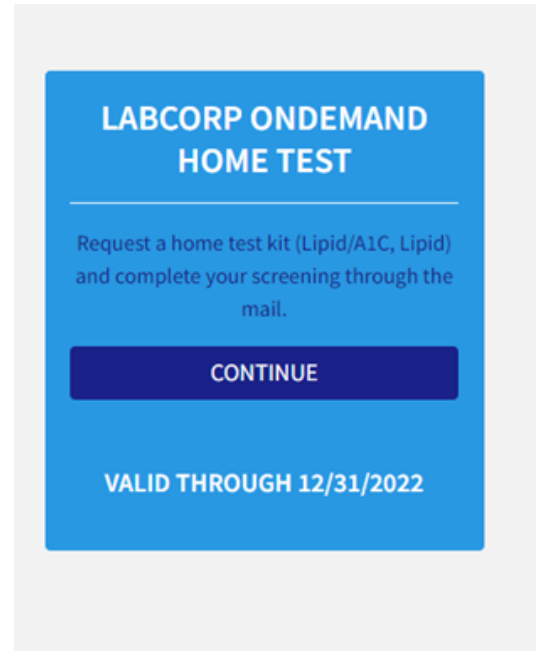 LABCORP ONDEMAND
HOME TEST
Request a home test kit (Lipid/A1C, Lipid)
and complete your screening through the
mail.
CONTINUE
VALID THROUGH 12/31/2022